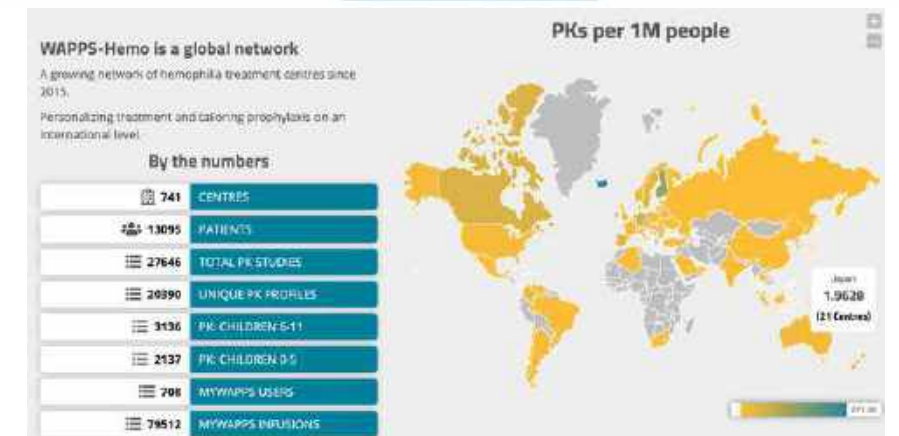 WAPPS-Hemo is a global network
A growing network of hemophilia treatment centres since
2015.
Personalizing treatment and tailoring prophylaxis on an
international level
By the numbers
741 CENTRES
13095 PATIENTS
27646 TOTAL PK STUDIES
20390 UNIQUE PK PROFILES
3136 PK: CHILDREN 6-11
2137 PK: CHILDREN 0-5
708 MYWAPPS USERS
79512 MYWAPPS INFUSIONS
PKs per 1M people
+
−
Japan
1.9628
(21 Centres)